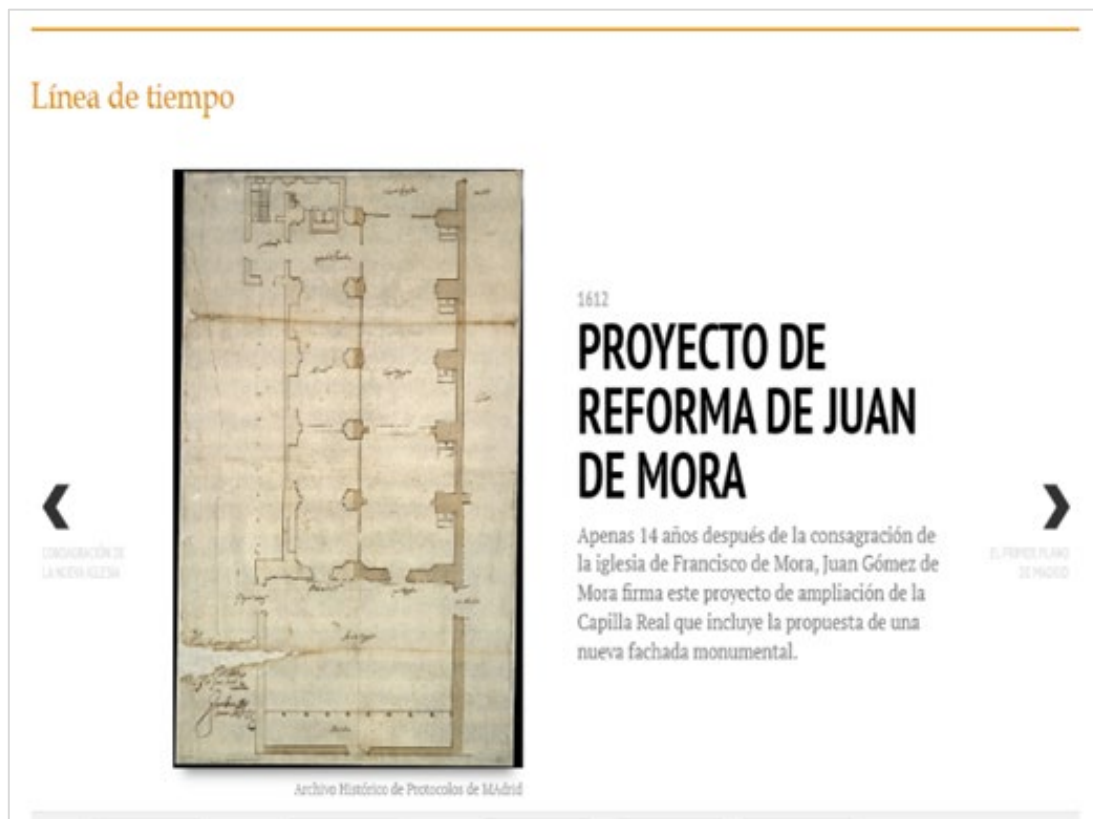 Línea de tiempo
1612
PROYECTO DE
REFORMA DE JUAN
DE MORA
Apenas 14 años después de la consagración de
la iglesia de Francisco de Mora, Juan Gómez de
Mora firma este proyecto de ampliación de la
Capilla Real que incluye la propuesta de una
nueva fachada monumental.
CONSAGRACIÓN DE
LA NUEVA IGLESIA
EL PRIMER PLANO
DE MADRID
Archivo Histórico de Protocolos de MAdrid